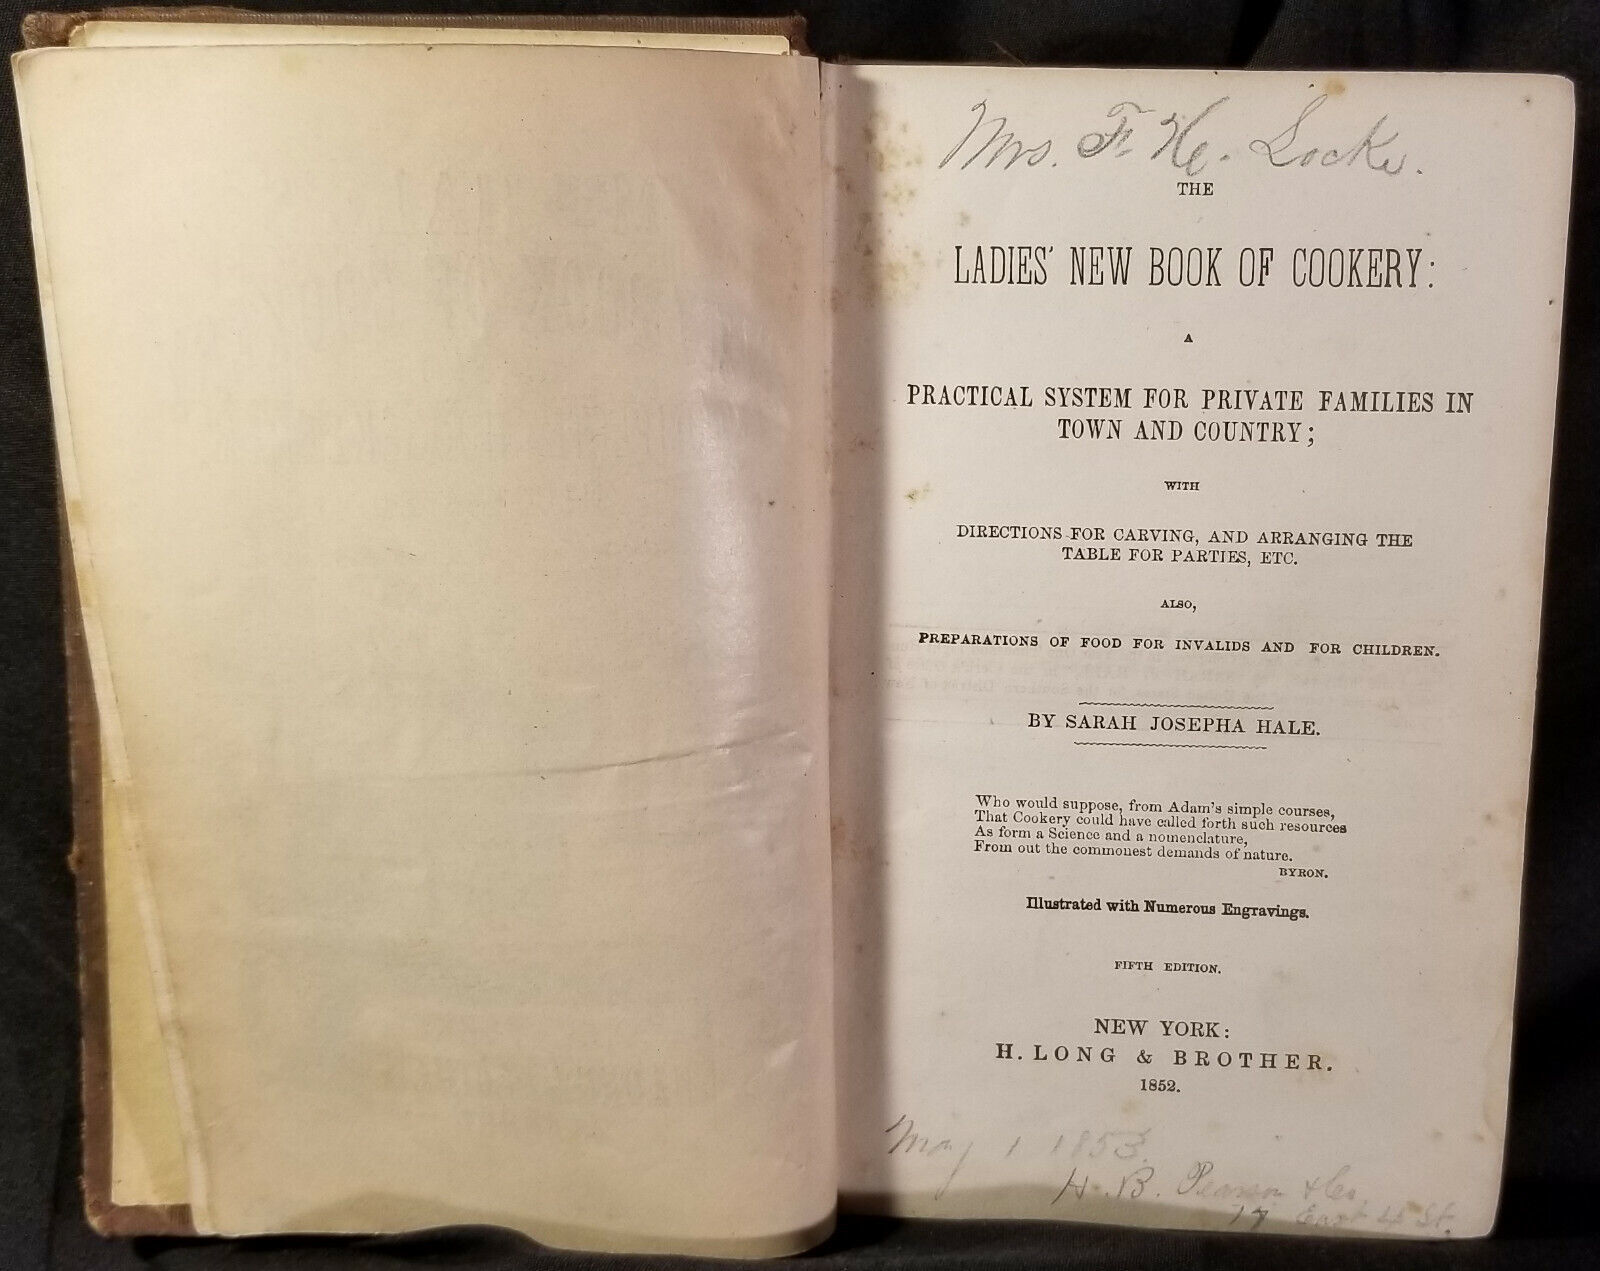 Mrs. F. H. Locke.
THE
LADIES' NEW BOOK OF COOKERY:
A
PRACTICAL SYSTEM FOR PRIVATE FAMILIES IN
TOWN AND COUNTRY;
WITH
DIRECTIONS FOR CARVING, AND ARRANGING THE
TABLE FOR PARTIES, ETC.
ALSO,
PREPARATIONS OF FOOD FOR INVALIDS AND FOR CHILDREN.
BY SARAH JOSEPHA HALE.
Who would suppose, from Adam's simple courses,
That Cookery could have called forth such resources
As form a Science and a nomenclature,
From out the commonest demands of nature.
BYRON.
Illustrated with Numerous Engravings.
FIFTH EDITION.
NEW YORK:
H. LONG & BROTHER.
1852.
May 1 1853.
H. B. Pearson & Co.
East 4 St.